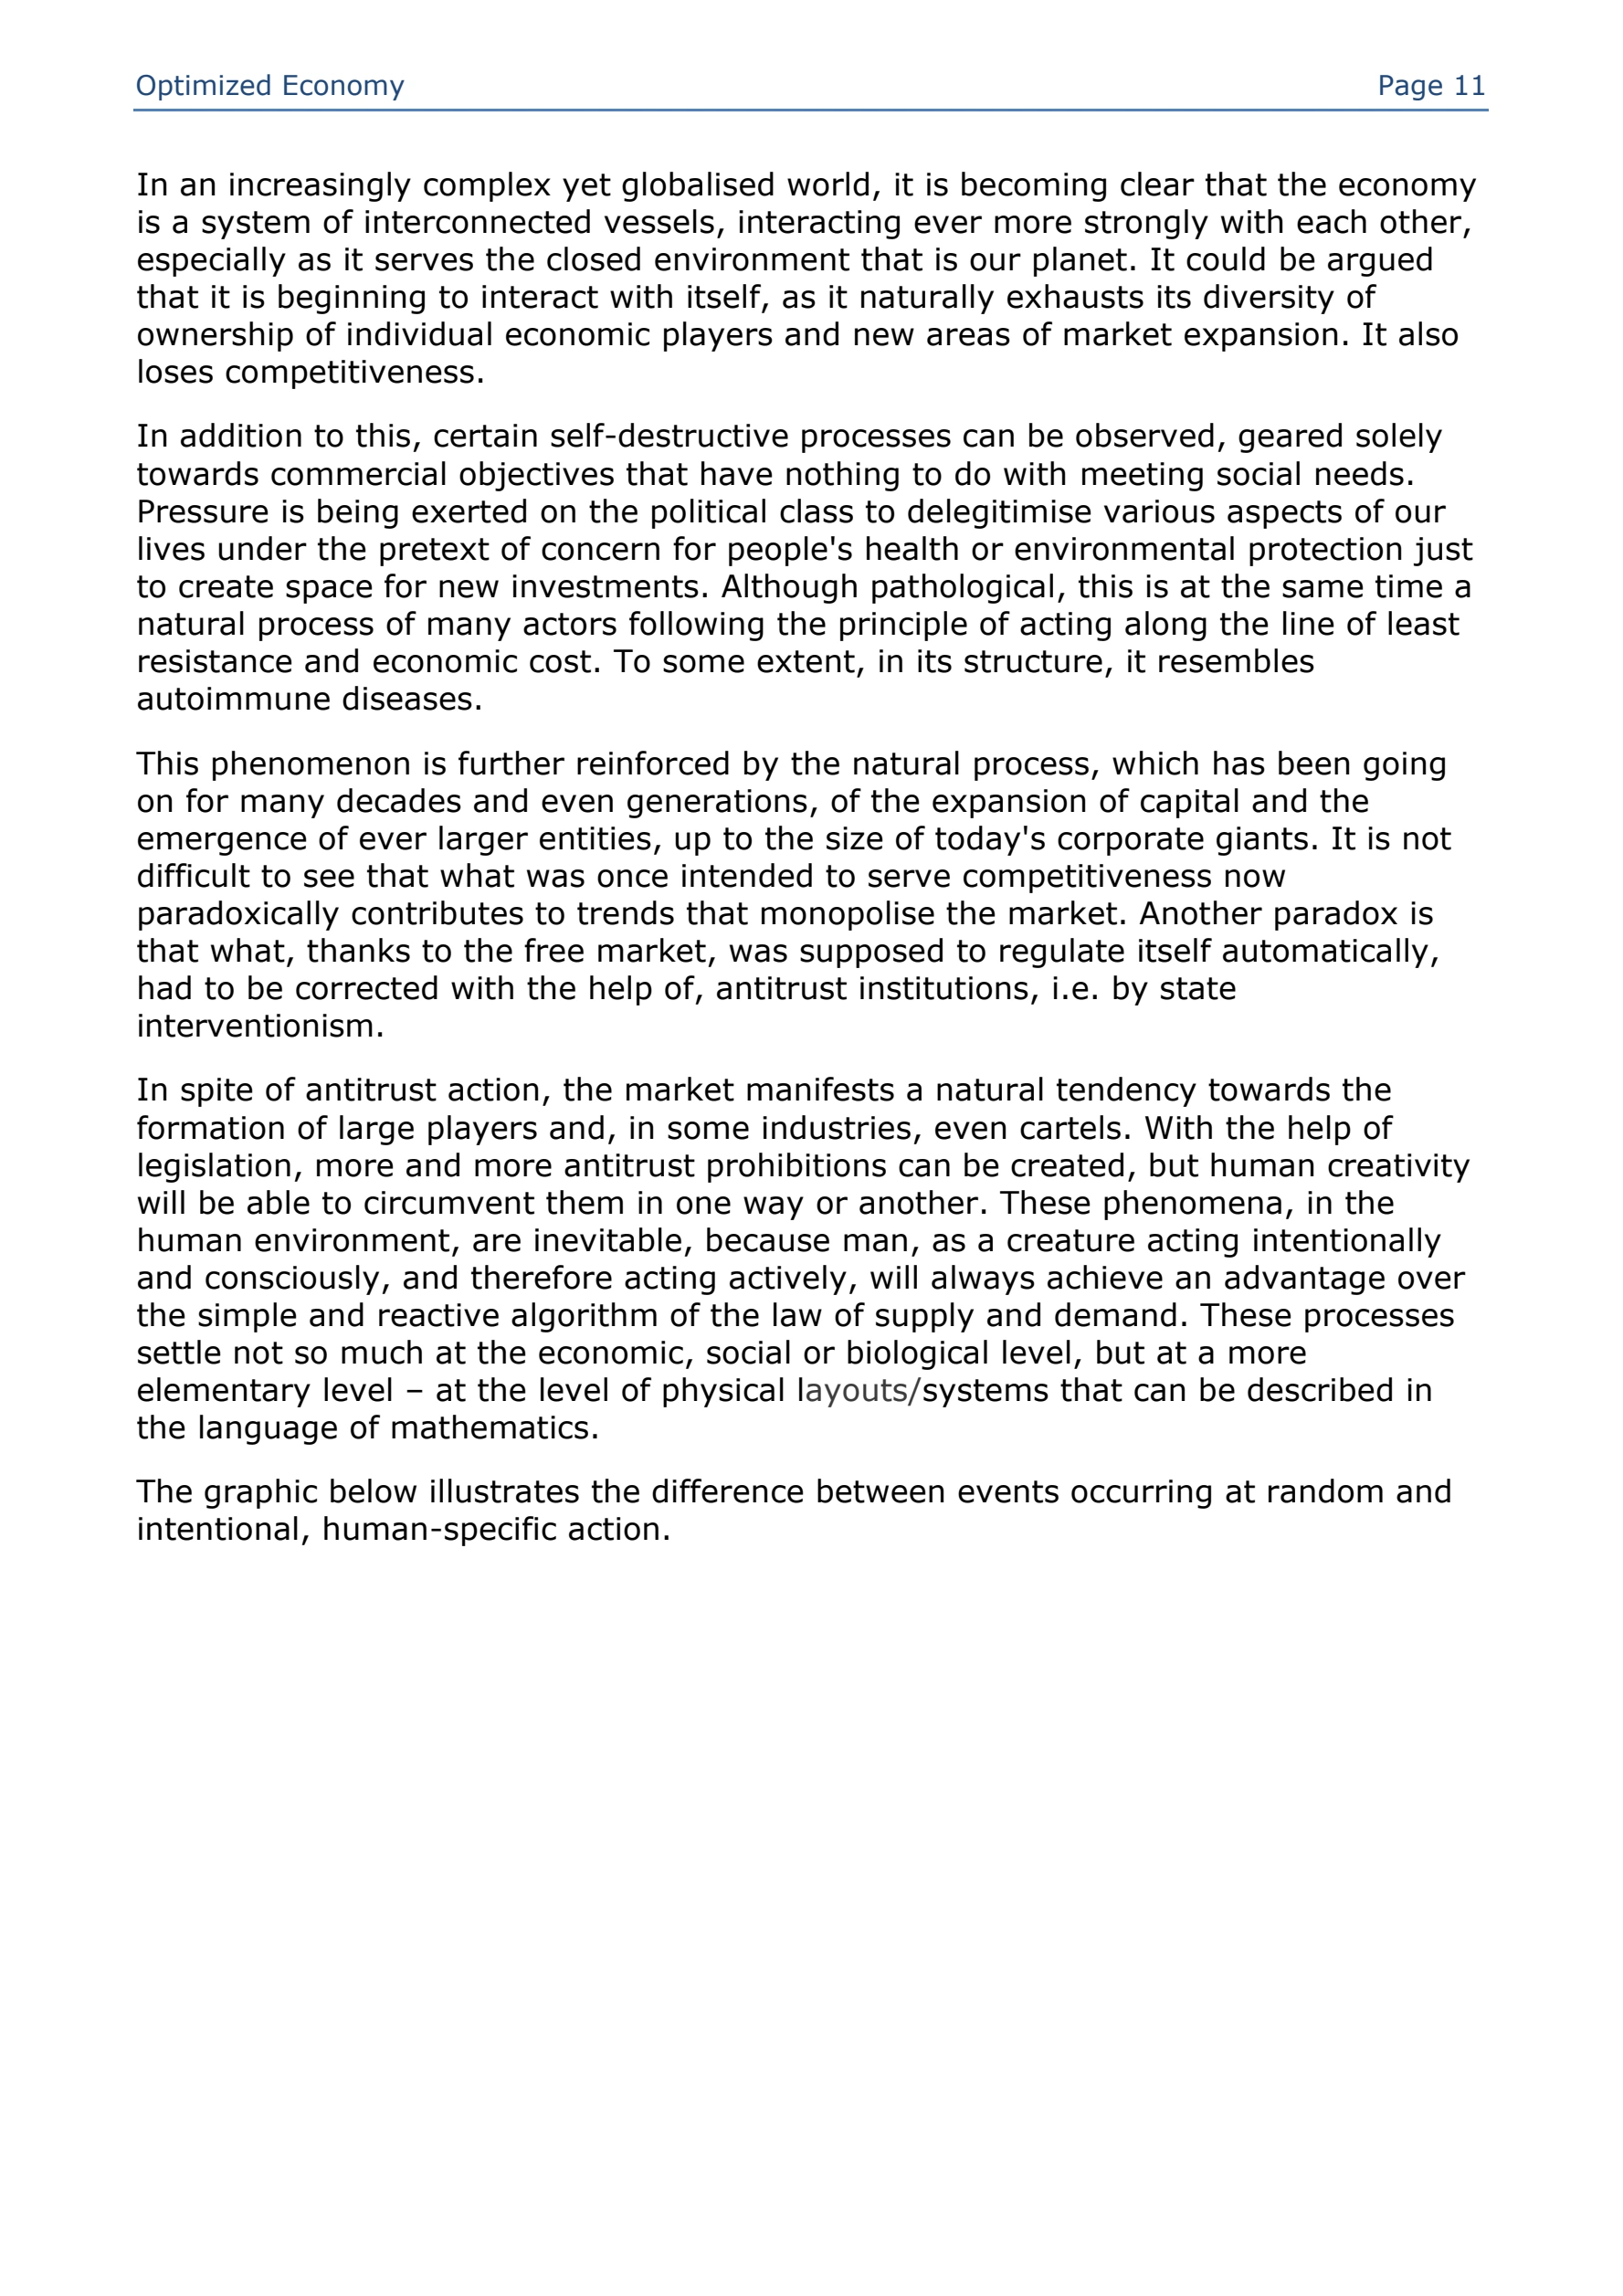 Optimized Economy Page 11
In an increasingly complex yet globalised world, it is becoming clear that the economy
is a system of interconnected vessels, interacting ever more strongly with each other,
especially as it serves the closed environment that is our planet. It could be argued
that it is beginning to interact with itself, as it naturally exhausts its diversity of
ownership of individual economic players and new areas of market expansion. It also
loses competitiveness.
In addition to this, certain self-destructive processes can be observed, geared solely
towards commercial objectives that have nothing to do with meeting social needs.
Pressure is being exerted on the political class to delegitimise various aspects of our
lives under the pretext of concern for people's health or environmental protection just
to create space for new investments. Although pathological, this is at the same time a
natural process of many actors following the principle of acting along the line of least
resistance and economic cost. To some extent, in its structure, it resembles
autoimmune diseases.
This phenomenon is further reinforced by the natural process, which has been going
on for many decades and even generations, of the expansion of capital and the
emergence of ever larger entities, up to the size of today's corporate giants. It is not
difficult to see that what was once intended to serve competitiveness now
paradoxically contributes to trends that monopolise the market. Another paradox is
that what, thanks to the free market, was supposed to regulate itself automatically,
had to be corrected with the help of, antitrust institutions, i.e. by state
interventionism.
In spite of antitrust action, the market manifests a natural tendency towards the
formation of large players and, in some industries, even cartels. With the help of
legislation, more and more antitrust prohibitions can be created, but human creativity
will be able to circumvent them in one way or another. These phenomena, in the
human environment, are inevitable, because man, as a creature acting intentionally
and consciously, and therefore acting actively, will always achieve an advantage over
the simple and reactive algorithm of the law of supply and demand. These processes
settle not so much at the economic, social or biological level, but at a more
elementary level – at the level of physical layouts/systems that can be described in
the language of mathematics.
The graphic below illustrates the difference between events occurring at random and
intentional, human-specific action.